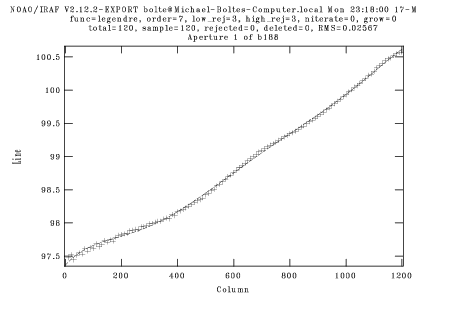 NOAO/IRAF V2.12.2-EXPORT bolte@Michael-Boltes-Computer.local Mon 23:18:00 17-M
func=legendre, order=7, low_rej=3, high_rej=3, niterate=0, grow=0
total=120, sample=120, rejected=0, deleted=0, RMS=0.02567
Aperture 1 of b188
100.5
100
99.5
99
98.5
98
97.5
Line
0 200 400 600 800 1000 1200
Column